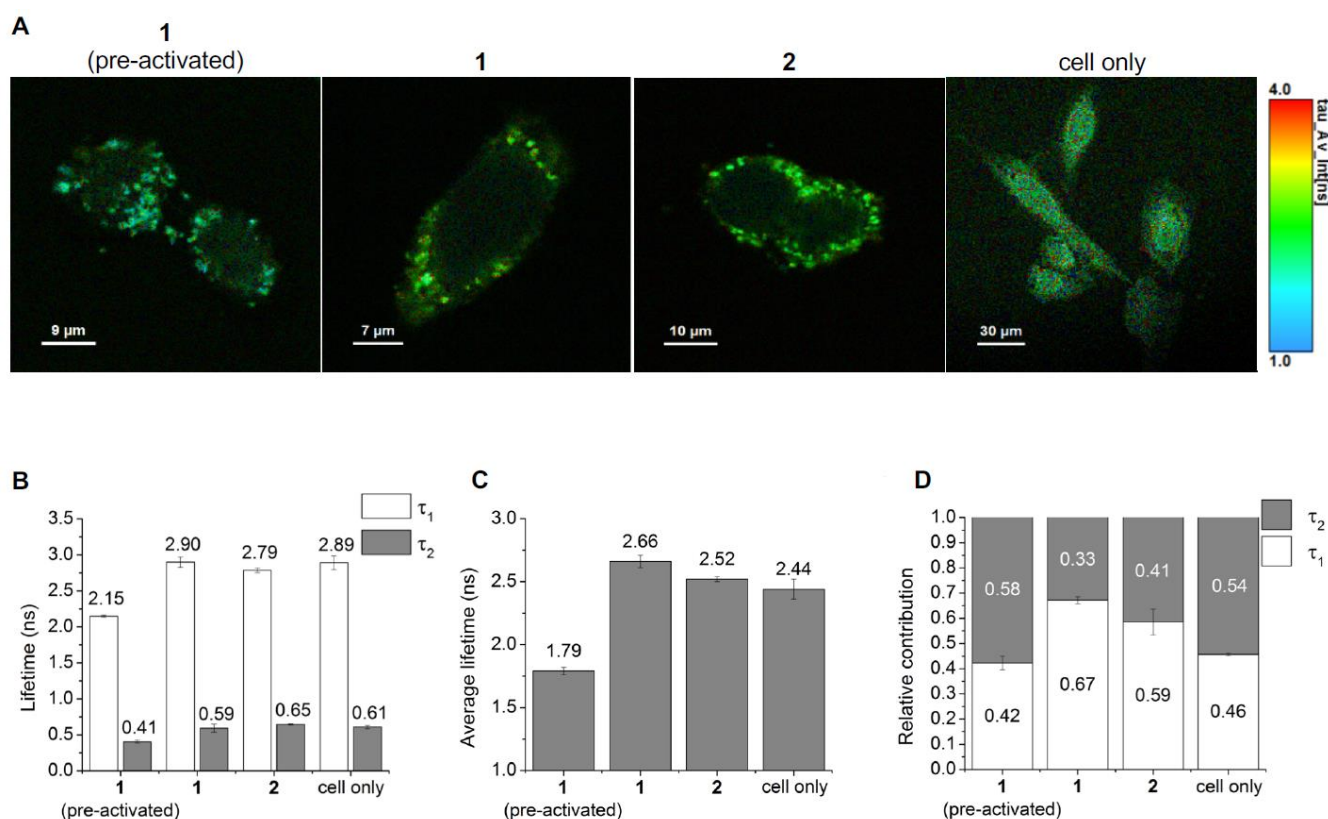 A
1
(pre-activated)
1
2
cell only
9 µm
7 µm
10 µm
30 µm
4.0
tau_Av_Int[ns]
1.0
B
Lifetime (ns)
3.5
3.0
2.5
2.0
1.5
1.0
0.5
0.0
2.15
0.41
2.90
0.59
2.79
0.65
2.89
0.61
τ1
τ2
1
(pre-activated)
1
2
cell only
C
Average lifetime (ns)
3.0
2.5
2.0
1.5
1.0
1.79
2.66
2.52
2.44
1
(pre-activated)
1
2
cell only
D
Relative contribution
1.0
0.9
0.8
0.7
0.6
0.5
0.4
0.3
0.2
0.1
0.0
0.58
0.42
0.33
0.67
0.41
0.59
0.54
0.46
τ2
τ1
1
(pre-activated)
1
2
cell only